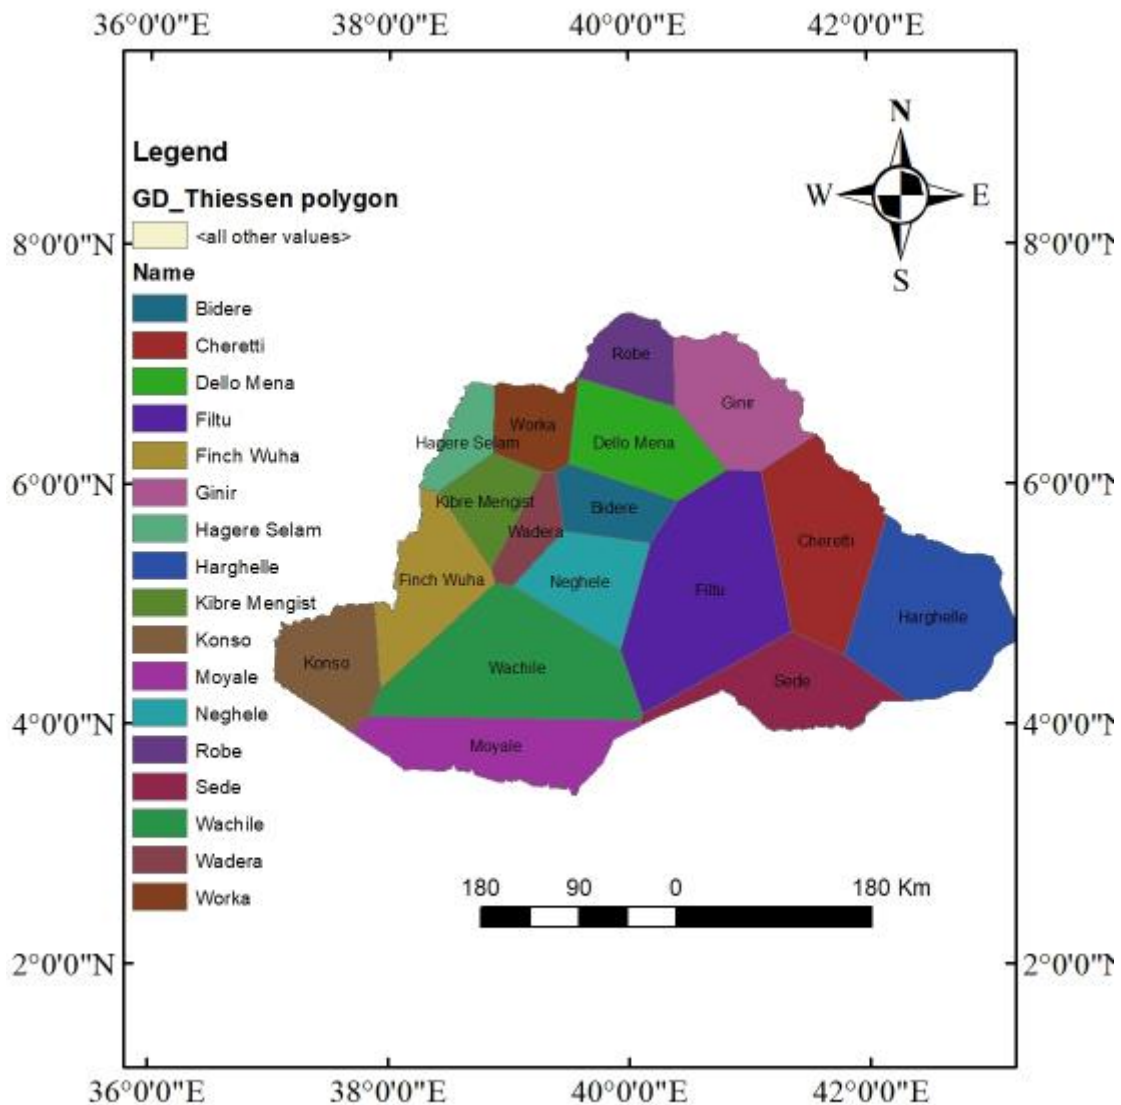 36°0'0"E 38°0'0"E 40°0'0"E 42°0'0"E
N
W E
S
Legend
GD_Thiessen polygon
<all other values>
8°0'0"N 8°0'0"N
Name
Bidere
Cheretti
Dello Mena
Filtu
Finch Wuha
Ginir
Hagere Selam
Harghelle
Kibre Mengist
Konso
Moyale
Neghele
Robe
Sede
Wachile
Wadera
Worka
Robe
Ginir
Worka
Hagere Selam
Dello Mena
6°0'0"N 6°0'0"N
Kibre Mengist
Bidere
Wadera
Cheretti
Finch Wuha
Neghele
Filtu
Harghelle
Konso
Wachile
Sede
4°0'0"N 4°0'0"N
Moyale
180 90 0 180 Km
2°0'0"N 2°0'0"N
36°0'0"E 38°0'0"E 40°0'0"E 42°0'0"E